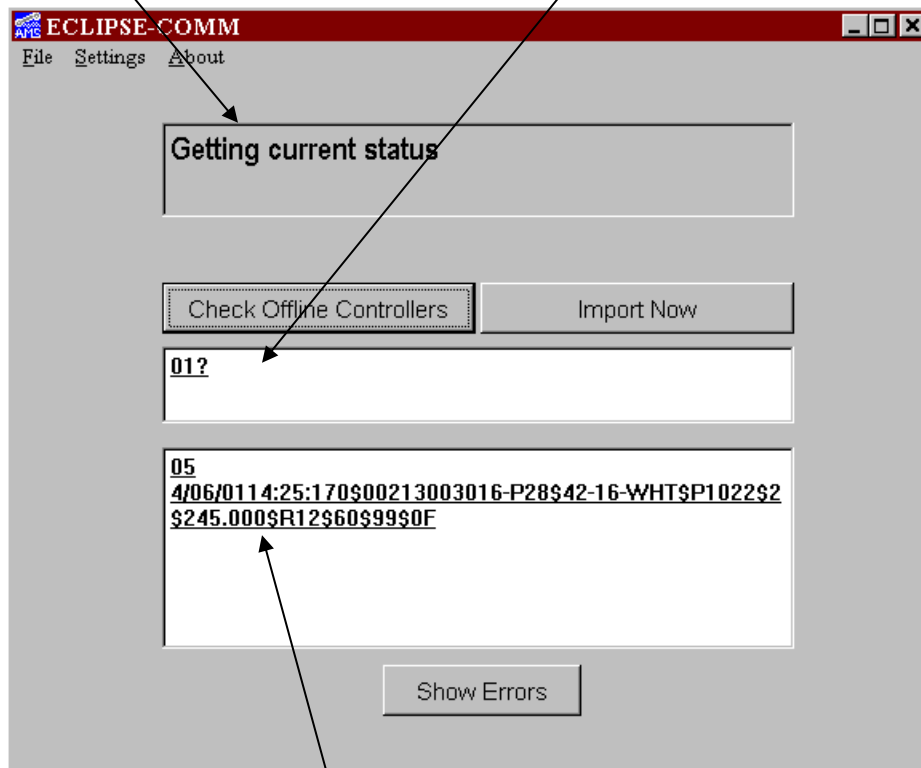 AMS ECLIPSE-COMM
File Settings About
Getting current status
Check Offline Controllers Import Now
01?
05
4/06/0114:25:170$00213003016-P28$42-16-WHT$P1022$2
$245.000$R12$60$99$0F
Show Errors